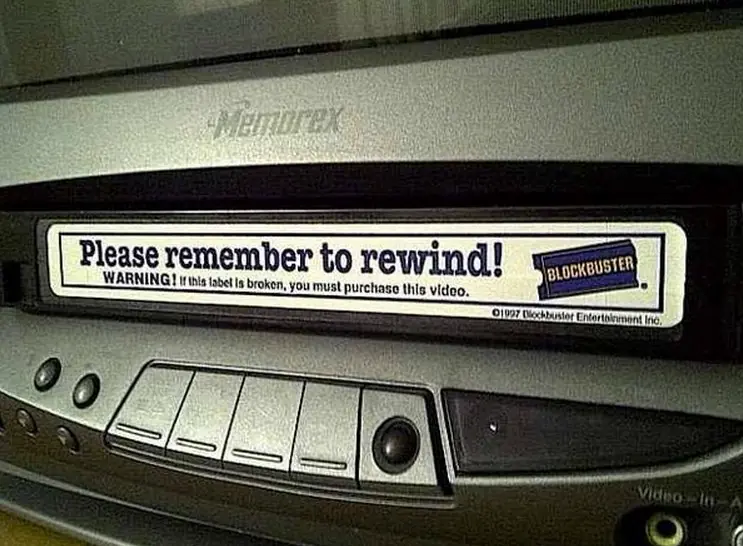 Memorex
Please remember to rewind!
WARNING! If this label is broken, you must purchase this video.
BLOCKBUSTER
©1997 Blockbuster Entertainment Inc.
Video-In-A